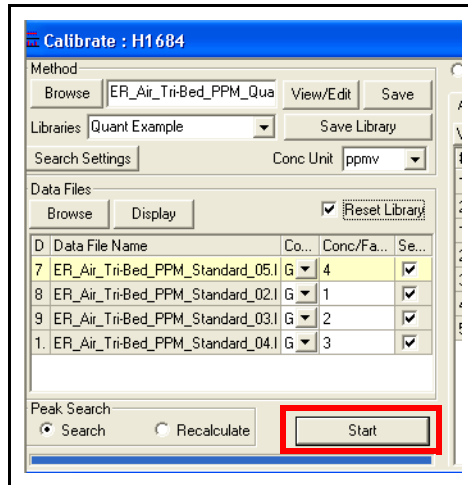 Calibrate : H1684
Method
Browse ER_Air_Tri-Bed_PPM_Qua View/Edit Save
Libraries Quant Example Save Library
Search Settings Conc Unit ppmv
Data Files
Browse Display Reset Library
D Data File Name Co... Conc/Fa... Se...
7 ER_Air_Tri-Bed_PPM_Standard_05.l G 4
8 ER_Air_Tri-Bed_PPM_Standard_02.l G 1
9 ER_Air_Tri-Bed_PPM_Standard_03.l G 2
1. ER_Air_Tri-Bed_PPM_Standard_04.l G 3
Peak Search
Search Recalculate Start